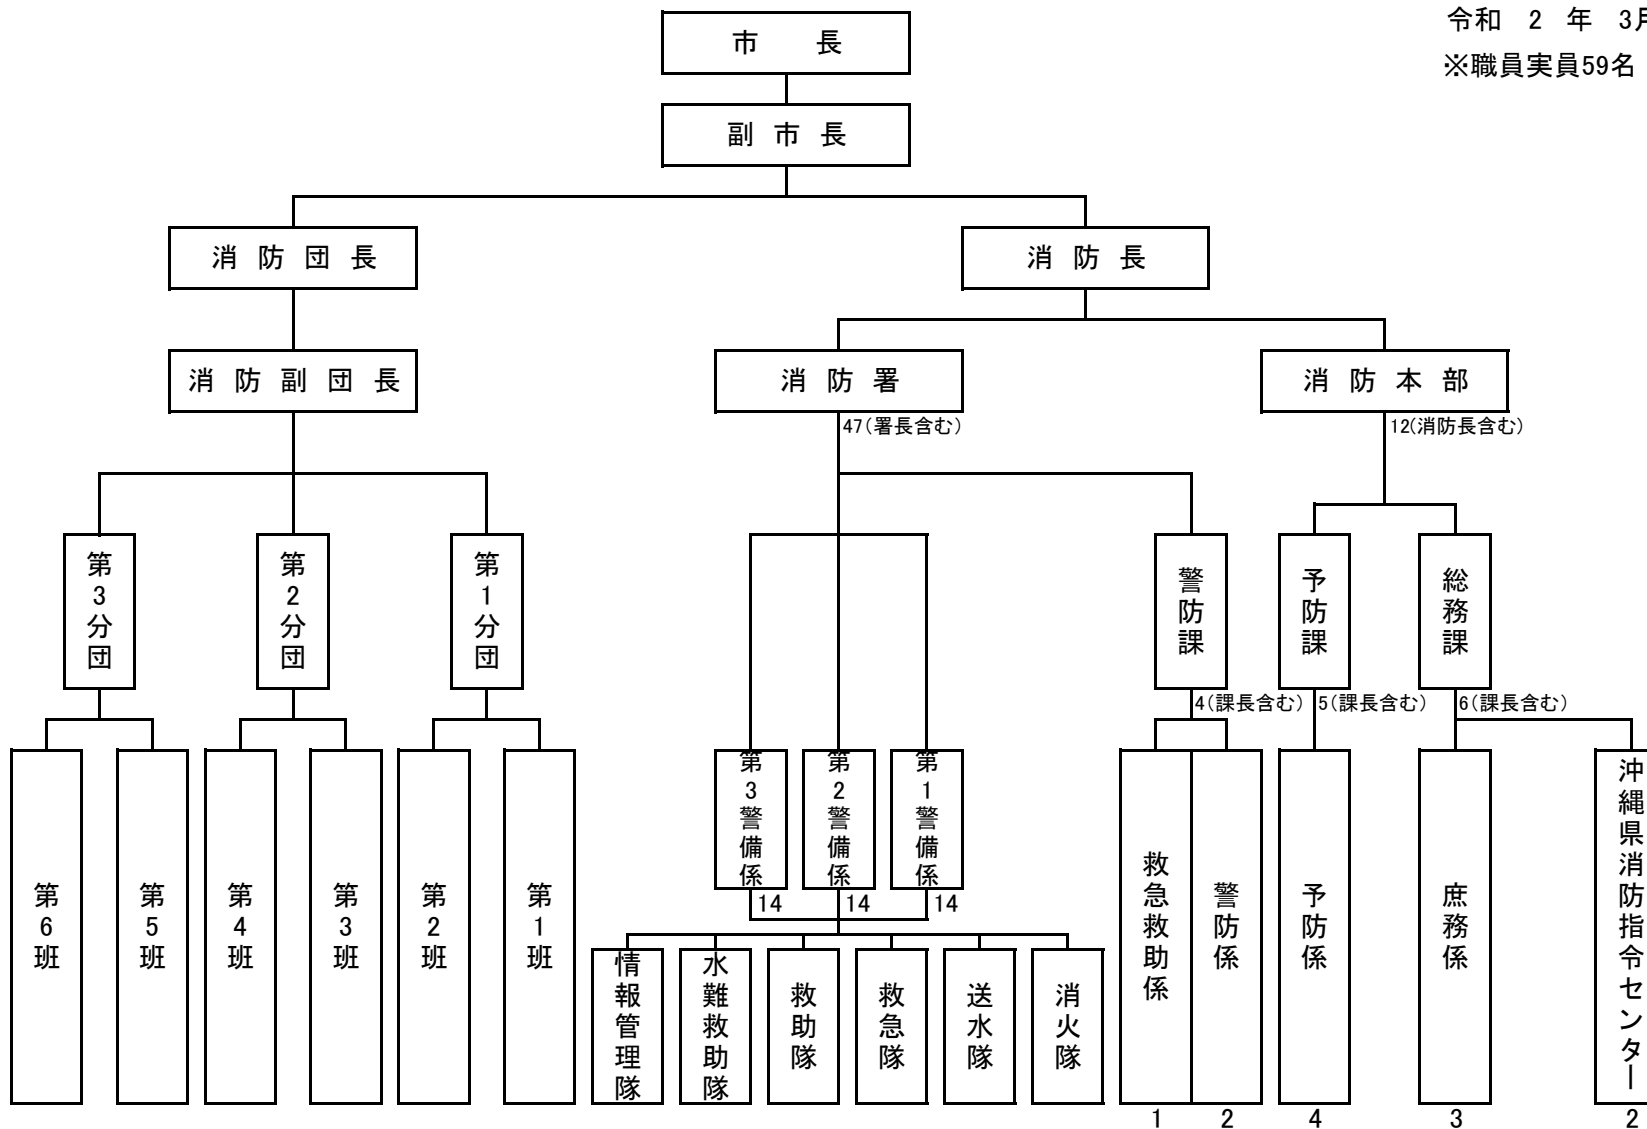 令和 2 年 3月
※職員実員59名
市 長
副 市 長
消 防 団 長
消 防 長
消 防 副 団 長
消 防 署
消 防 本 部
47(署長含む)
12(消防長含む)
第3分団
第2分団
第1分団
警防課
予防課
総務課
4(課長含む)
5(課長含む)
6(課長含む)
第6班
第5班
第4班
第3班
第2班
第1班
第3警備係
第2警備係
第1警備係
14
14
14
情報管理隊
水難救助隊
救助隊
救急隊
送水隊
消火隊
救急救助係
警防係
予防係
庶務係
沖縄県消防指令センター
1
2
4
3
2